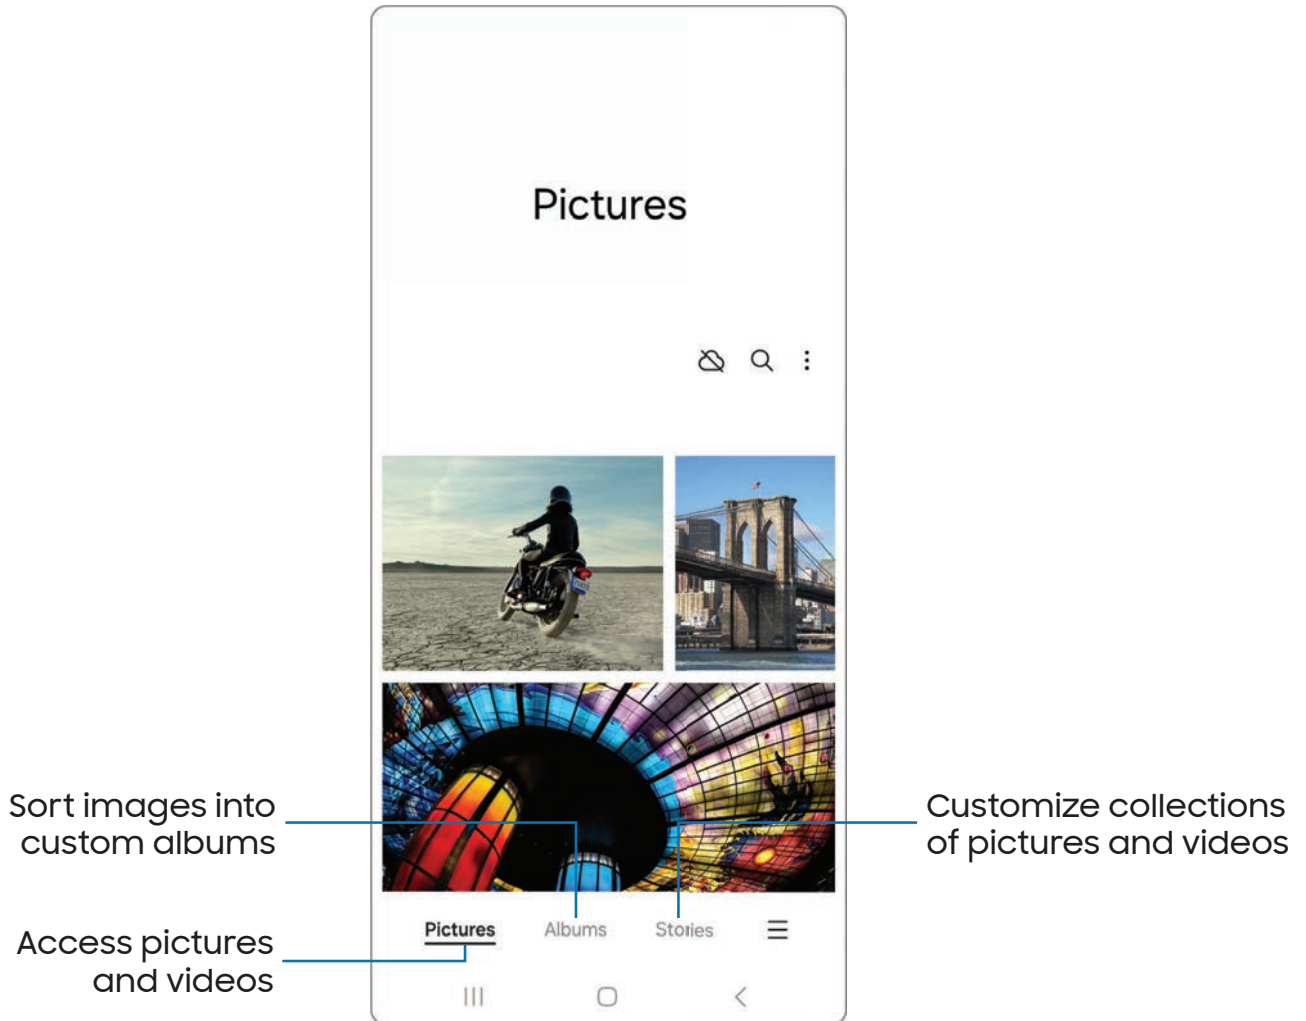 Pictures
Sort images into
custom albums
Customize collections
of pictures and videos
Pictures Albums Stories
Access pictures
and videos